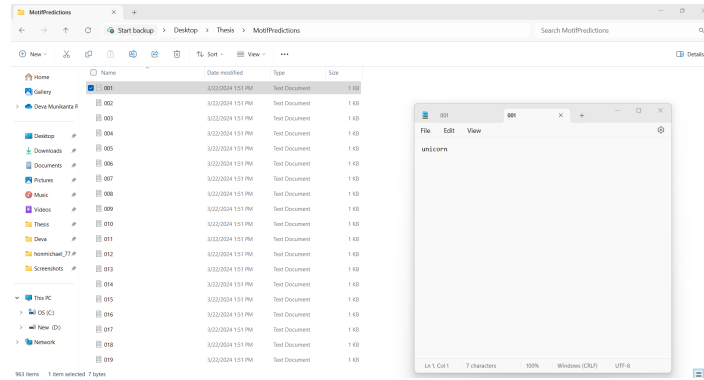 MotifPredictions
Start backup > Desktop > Thesis > MotifPredictions
Search MotifPredictions
New
Sort
View
Details
Name Date modified Type Size
Home
Gallery
Deva Munikanta R
Desktop
Downloads
Documents
Pictures
Music
Videos
Thesis
Deva
honmichael_77
Screenshots
This PC
OS (C:)
New (D:)
Network
001 3/22/2024 1:51 PM Text Document 1 KB
002 3/22/2024 1:51 PM Text Document 1 KB
003 3/22/2024 1:51 PM Text Document 1 KB
004 3/22/2024 1:51 PM Text Document 1 KB
005 3/22/2024 1:51 PM Text Document 1 KB
006 3/22/2024 1:51 PM Text Document 1 KB
007 3/22/2024 1:51 PM Text Document 1 KB
008 3/22/2024 1:51 PM Text Document 1 KB
009 3/22/2024 1:51 PM Text Document 1 KB
010 3/22/2024 1:51 PM Text Document 1 KB
011 3/22/2024 1:51 PM Text Document 1 KB
012 3/22/2024 1:51 PM Text Document 1 KB
013 3/22/2024 1:51 PM Text Document 1 KB
014 3/22/2024 1:51 PM Text Document 1 KB
015 3/22/2024 1:51 PM Text Document 1 KB
016 3/22/2024 1:51 PM Text Document 1 KB
017 3/22/2024 1:51 PM Text Document 1 KB
018 3/22/2024 1:51 PM Text Document 1 KB
019 3/22/2024 1:51 PM Text Document 1 KB
963 items 1 item selected 7 bytes
001 001
File Edit View
unicorn
Ln 1, Col 1 7 characters 100% Windows (CRLF) UTF-8